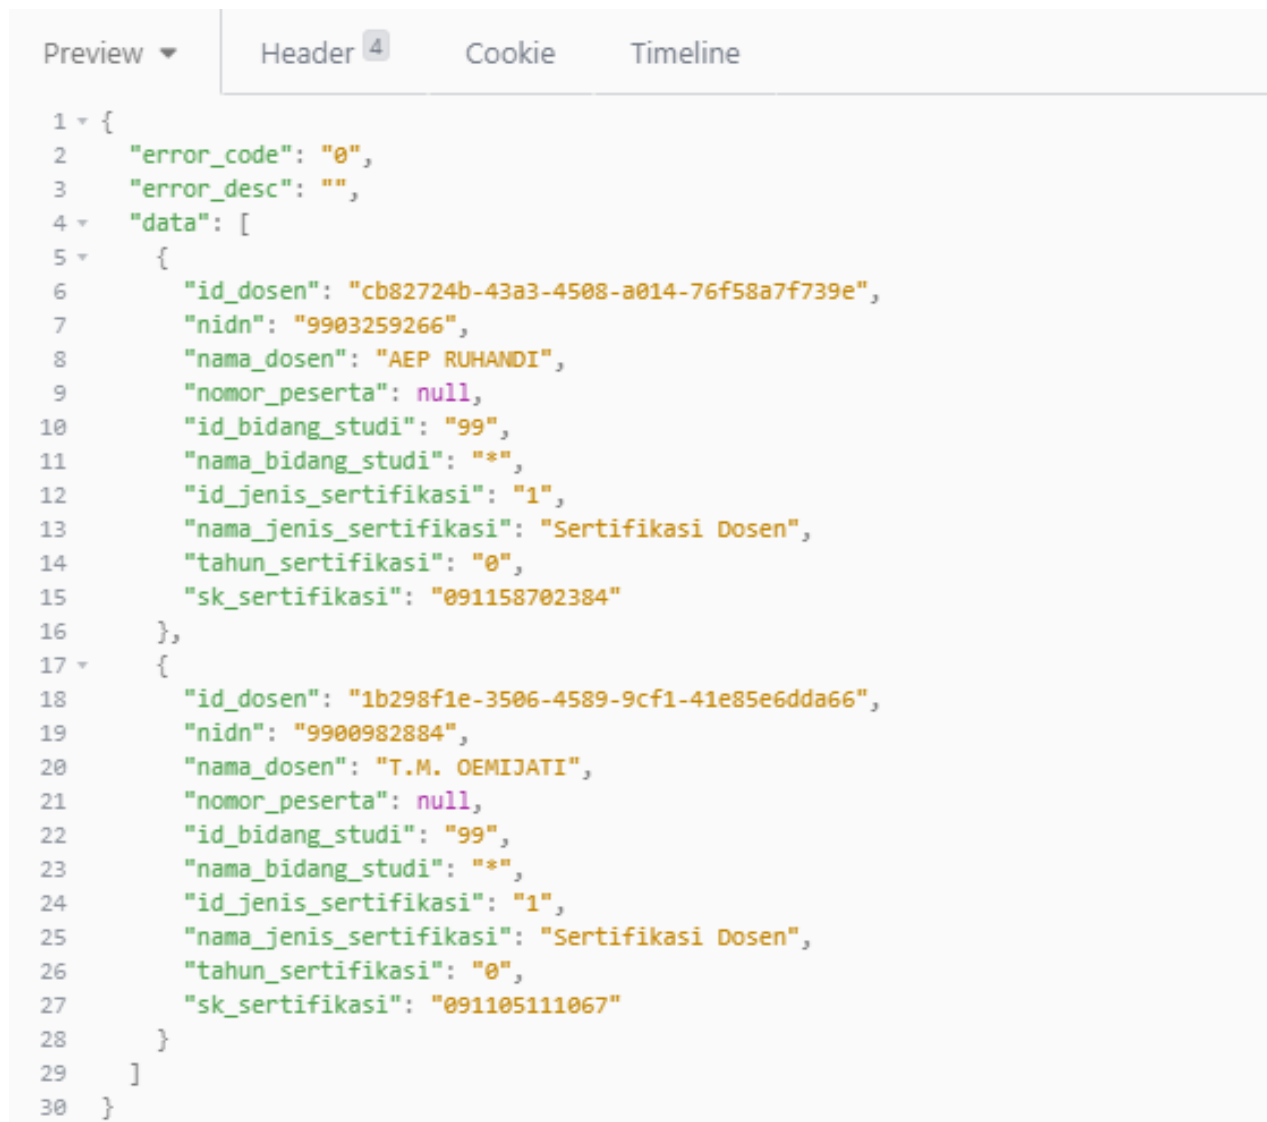 Preview Header 4 Cookie Timeline
1 {
2 "error_code": "0",
3 "error_desc": "",
4 "data": [
5 {
6 "id_dosen": "cb82724b-43a3-4508-a014-76f58a7f739e",
7 "nidn": "9903259266",
8 "nama_dosen": "AEP RUHANDI",
9 "nomor_peserta": null,
10 "id_bidang_studi": "99",
11 "nama_bidang_studi": "*",
12 "id_jenis_sertifikasi": "1",
13 "nama_jenis_sertifikasi": "Sertifikasi Dosen",
14 "tahun_sertifikasi": "0",
15 "sk_sertifikasi": "091158702384"
16 },
17 {
18 "id_dosen": "1b298f1e-3506-4589-9cf1-41e85e6dda66",
19 "nidn": "9900982884",
20 "nama_dosen": "T.M. OEMIJATI",
21 "nomor_peserta": null,
22 "id_bidang_studi": "99",
23 "nama_bidang_studi": "*",
24 "id_jenis_sertifikasi": "1",
25 "nama_jenis_sertifikasi": "Sertifikasi Dosen",
26 "tahun_sertifikasi": "0",
27 "sk_sertifikasi": "091105111067"
28 }
29 ]
30 }